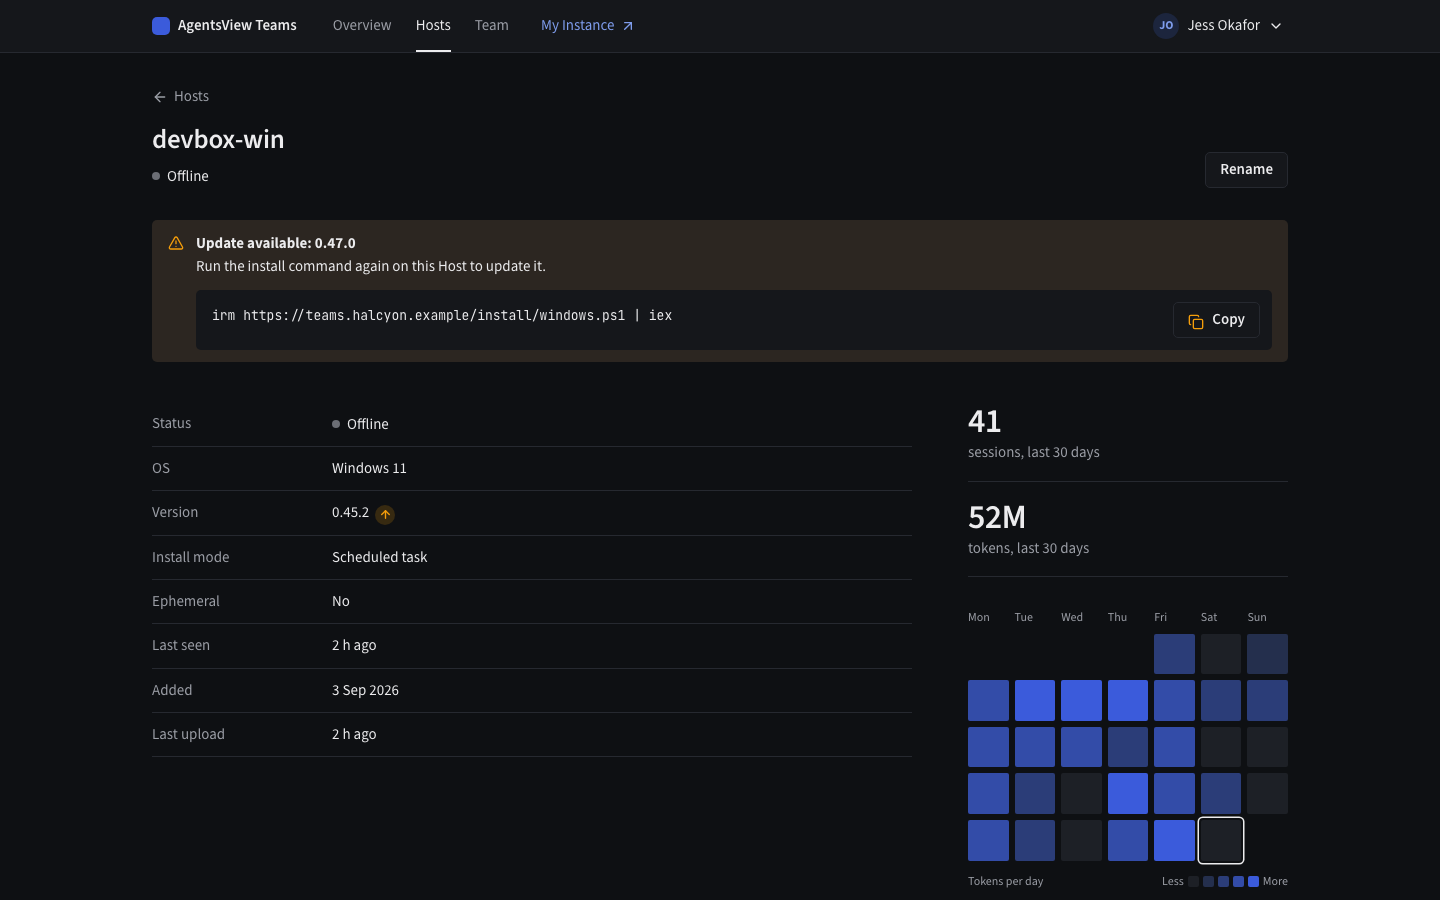 AgentsView Teams Overview Hosts Team My Instance JO Jess Okafor
Hosts
devbox-win
Offline
Rename
Update available: 0.47.0
Run the install command again on this Host to update it.
irm https://teams.halcyon.example/install/windows.ps1 | iex
Copy
Status Offline
OS Windows 11
Version 0.45.2
Install mode Scheduled task
Ephemeral No
Last seen 2 h ago
Added 3 Sep 2026
Last upload 2 h ago
41
sessions, last 30 days
52M
tokens, last 30 days
Mon Tue Wed Thu Fri Sat Sun
Tokens per day Less More